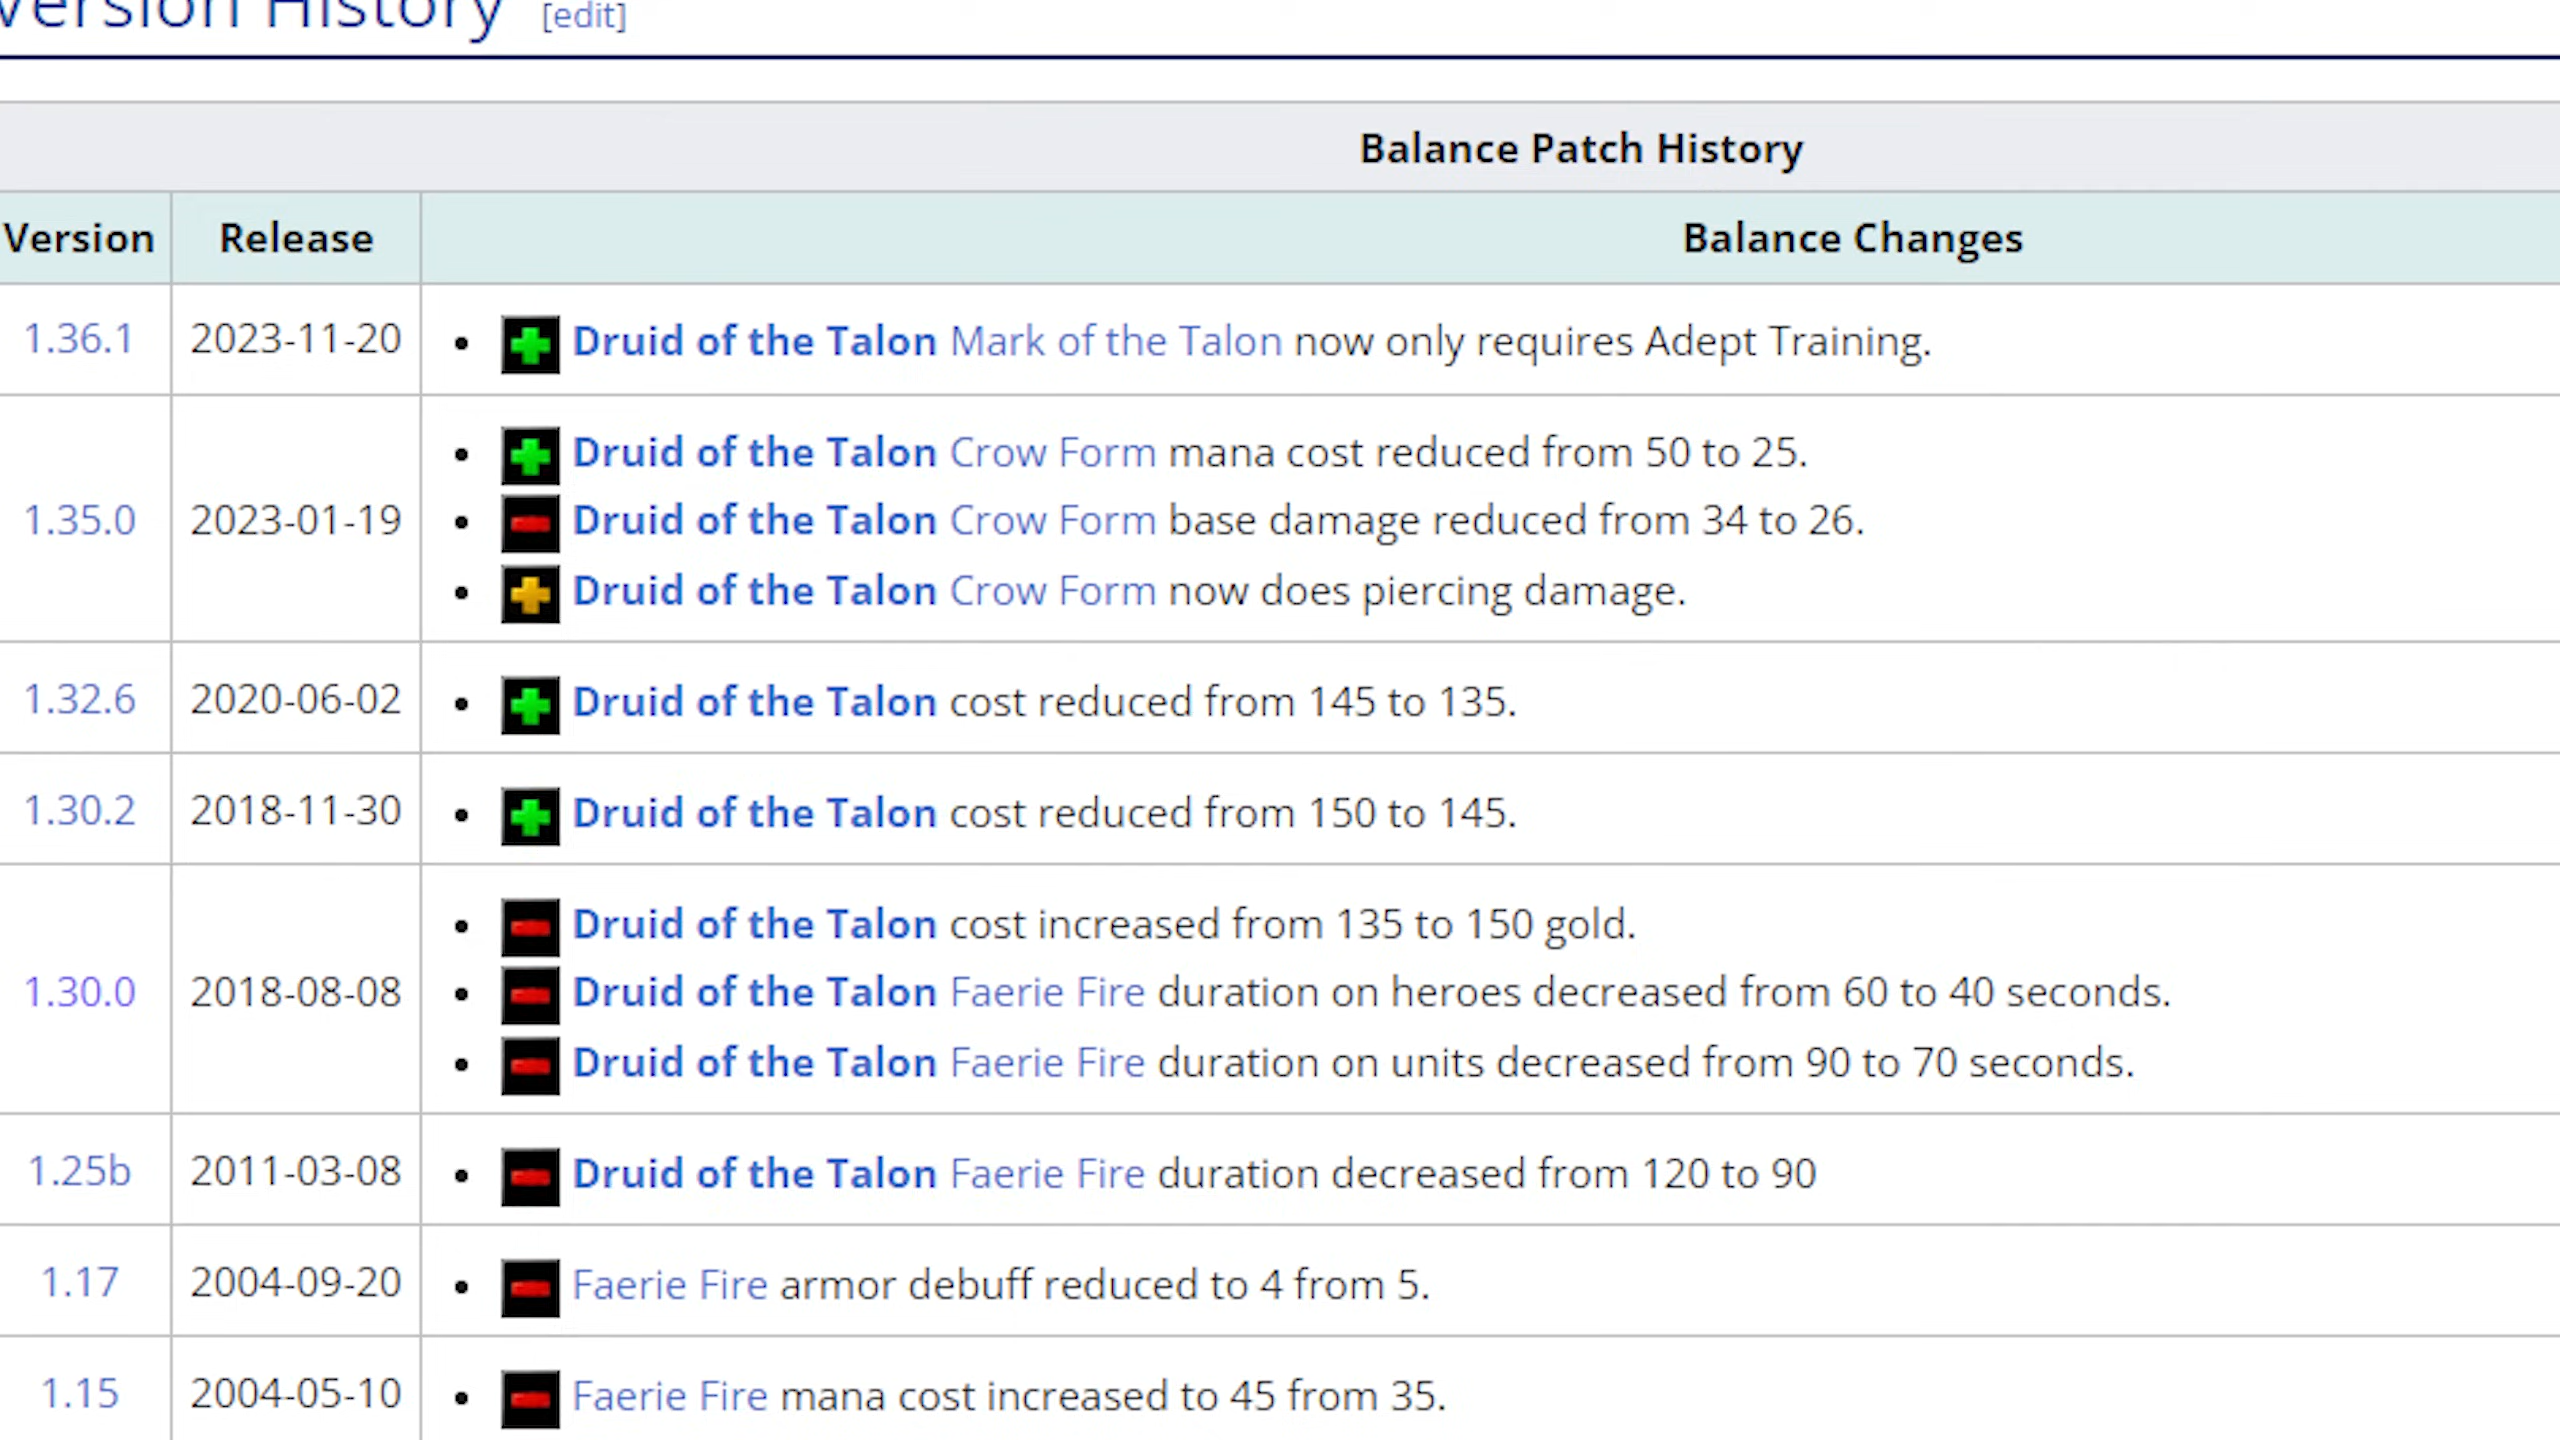 Version History [edit]
Balance Patch History
Version Release Balance Changes
1.36.1 2023-11-20 • Druid of the Talon Mark of the Talon now only requires Adept Training.
• Druid of the Talon Crow Form mana cost reduced from 50 to 25.
1.35.0 2023-01-19 • Druid of the Talon Crow Form base damage reduced from 34 to 26.
• Druid of the Talon Crow Form now does piercing damage.
1.32.6 2020-06-02 • Druid of the Talon cost reduced from 145 to 135.
1.30.2 2018-11-30 • Druid of the Talon cost reduced from 150 to 145.
• Druid of the Talon cost increased from 135 to 150 gold.
1.30.0 2018-08-08 • Druid of the Talon Faerie Fire duration on heroes decreased from 60 to 40 seconds.
• Druid of the Talon Faerie Fire duration on units decreased from 90 to 70 seconds.
1.25b 2011-03-08 • Druid of the Talon Faerie Fire duration decreased from 120 to 90
1.17 2004-09-20 • Faerie Fire armor debuff reduced to 4 from 5.
1.15 2004-05-10 • Faerie Fire mana cost increased to 45 from 35.